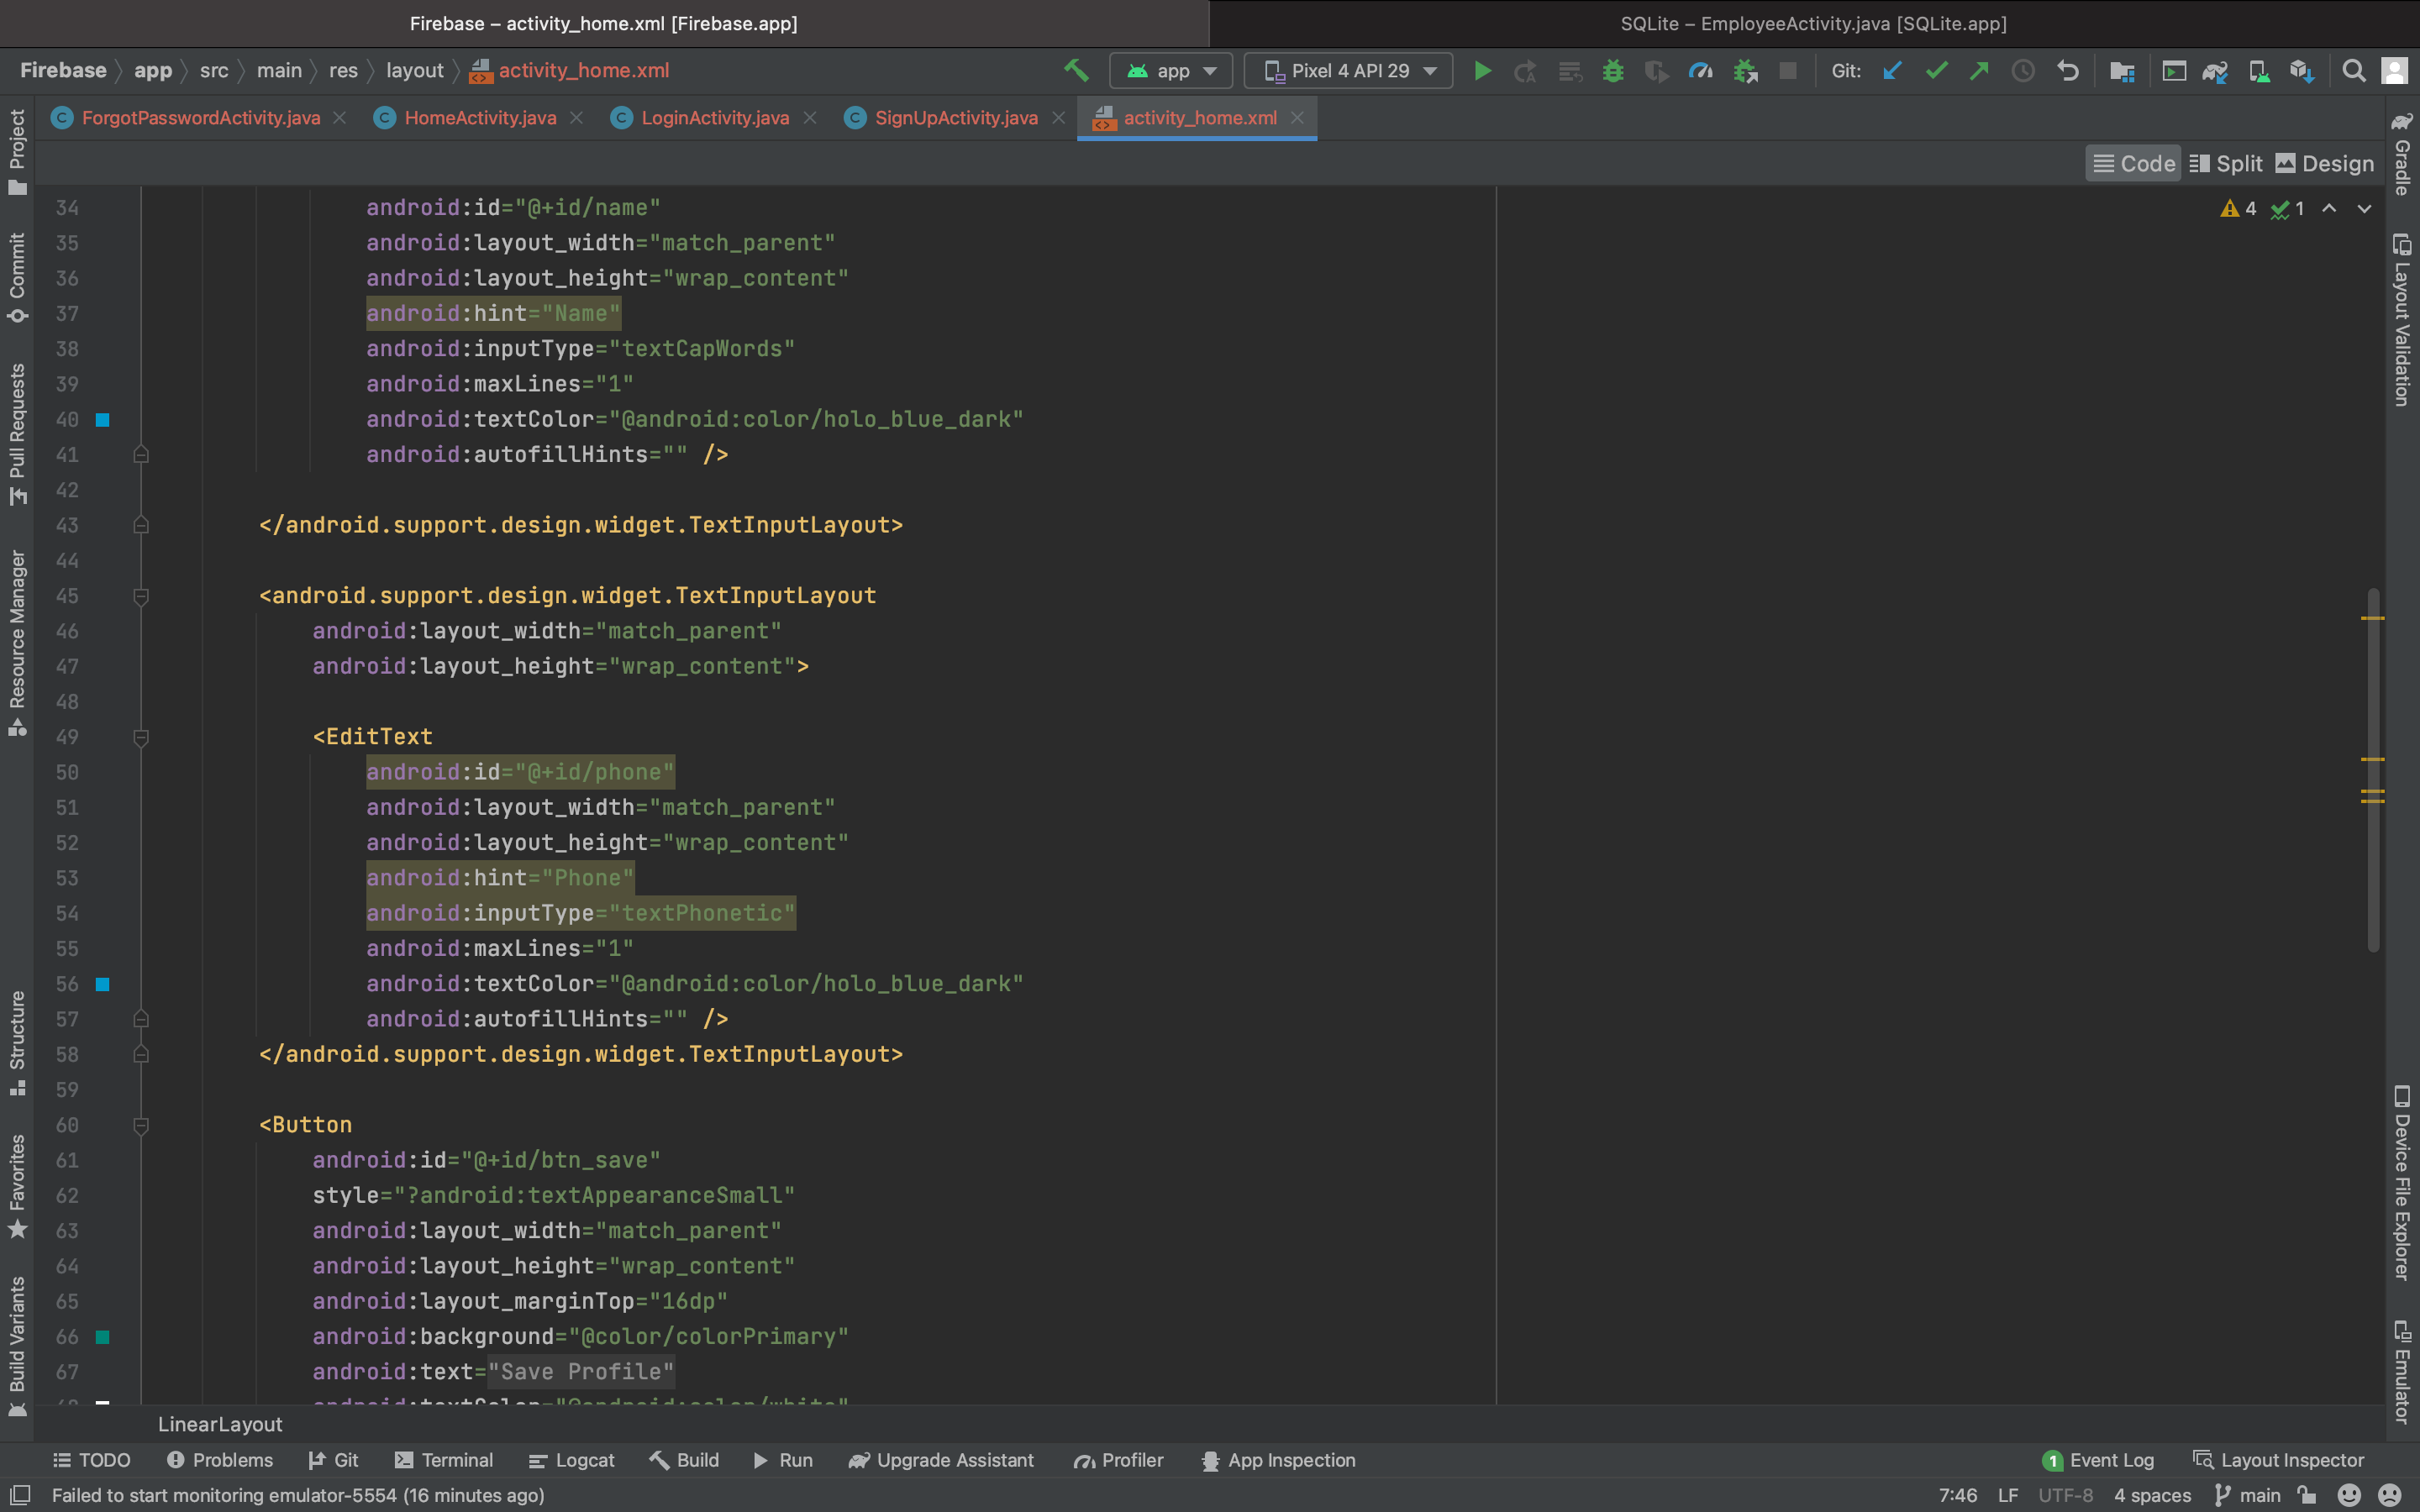 Firebase – activity_home.xml [Firebase.app]
SQLite – EmployeeActivity.java [SQLite.app]
Firebase app src main res layout activity_home.xml
app
Pixel 4 API 29
Git:
ForgotPasswordActivity.java
HomeActivity.java
LoginActivity.java
SignUpActivity.java
activity_home.xml
Code
Split
Design
4
1
Project
Commit
Pull Requests
Resource Manager
Structure
Favorites
Build Variants
34 android:id="@+id/name"
35 android:layout_width="match_parent"
36 android:layout_height="wrap_content"
37 android:hint="Name"
38 android:inputType="textCapWords"
39 android:maxLines="1"
40 android:textColor="@android:color/holo_blue_dark"
41 android:autofillHints="" />
42
43 </android.support.design.widget.TextInputLayout>
44
45 <android.support.design.widget.TextInputLayout
46 android:layout_width="match_parent"
47 android:layout_height="wrap_content">
48
49 <EditText
50 android:id="@+id/phone"
51 android:layout_width="match_parent"
52 android:layout_height="wrap_content"
53 android:hint="Phone"
54 android:inputType="textPhonetic"
55 android:maxLines="1"
56 android:textColor="@android:color/holo_blue_dark"
57 android:autofillHints="" />
58 </android.support.design.widget.TextInputLayout>
59
60 <Button
61 android:id="@+id/btn_save"
62 style="?android:textAppearanceSmall"
63 android:layout_width="match_parent"
64 android:layout_height="wrap_content"
65 android:layout_marginTop="16dp"
66 android:background="@color/colorPrimary"
67 android:text="Save Profile"
68 android:textColor="@android:color/white"
Gradle
Layout Validation
Device File Explorer
Emulator
LinearLayout
TODO
Problems
Git
Terminal
Logcat
Build
Run
Upgrade Assistant
Profiler
App Inspection
1 Event Log
Layout Inspector
Failed to start monitoring emulator-5554 (16 minutes ago)
7:46
LF
UTF-8
4 spaces
main